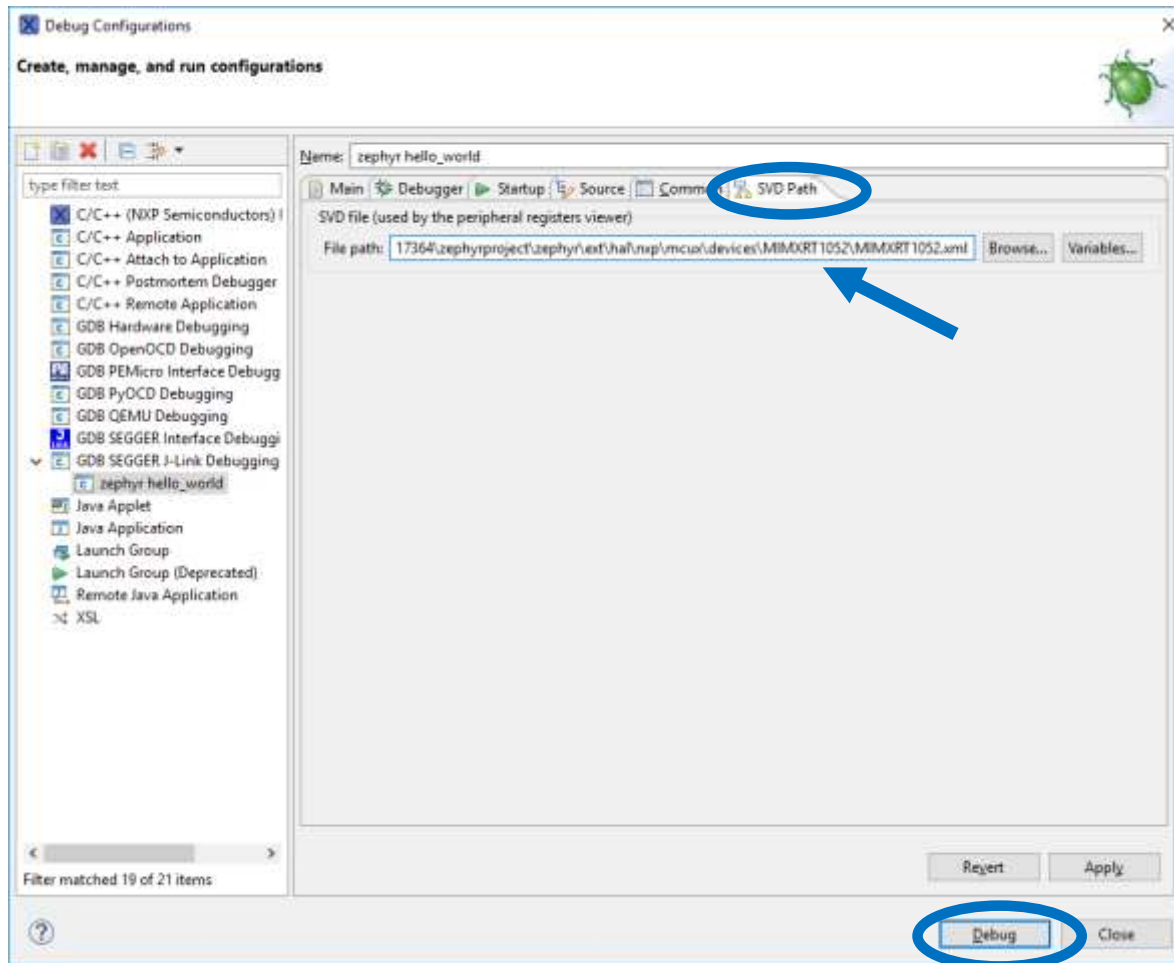 Debug Configurations
Create, manage, and run configurations
type filter text
C/C++ (NXP Semiconductors)
C/C++ Application
C/C++ Attach to Application
C/C++ Postmortem Debugger
C/C++ Remote Application
GDB Hardware Debugging
GDB OpenOCD Debugging
GDB PEMicro Interface Debugg
GDB PyOCD Debugging
GDB QEMU Debugging
GDB SEGGER Interface Debuggi
GDB SEGGER J-Link Debugging
zephyr hello_world
Java Applet
Java Application
Launch Group
Launch Group (Deprecated)
Remote Java Application
XSL
Filter matched 19 of 21 items
Name: zephyr hello_world
Main Debugger Startup Source Common SVD Path
SVD file (used by the peripheral registers viewer)
File path: 17364\zephyrproject\zephyr\ext\hal\nxp\mcux\devices\MIMXRT1052\MIMXRT1052.xml Browse... Variables...
Revert Apply
Debug Close